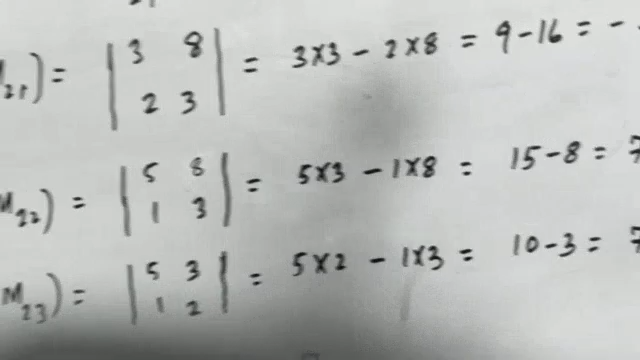 M₂₁) = | 3 8 | = 3×3 - 2×8 = 9 - 16 = -
| 2 3 |
M₂₂) = | 5 8 | = 5×3 - 1×8 = 15 - 8 = 7
| 1 3 |
M₂₃) = | 5 3 | = 5×2 - 1×3 = 10 - 3 = 7
| 1 2 |